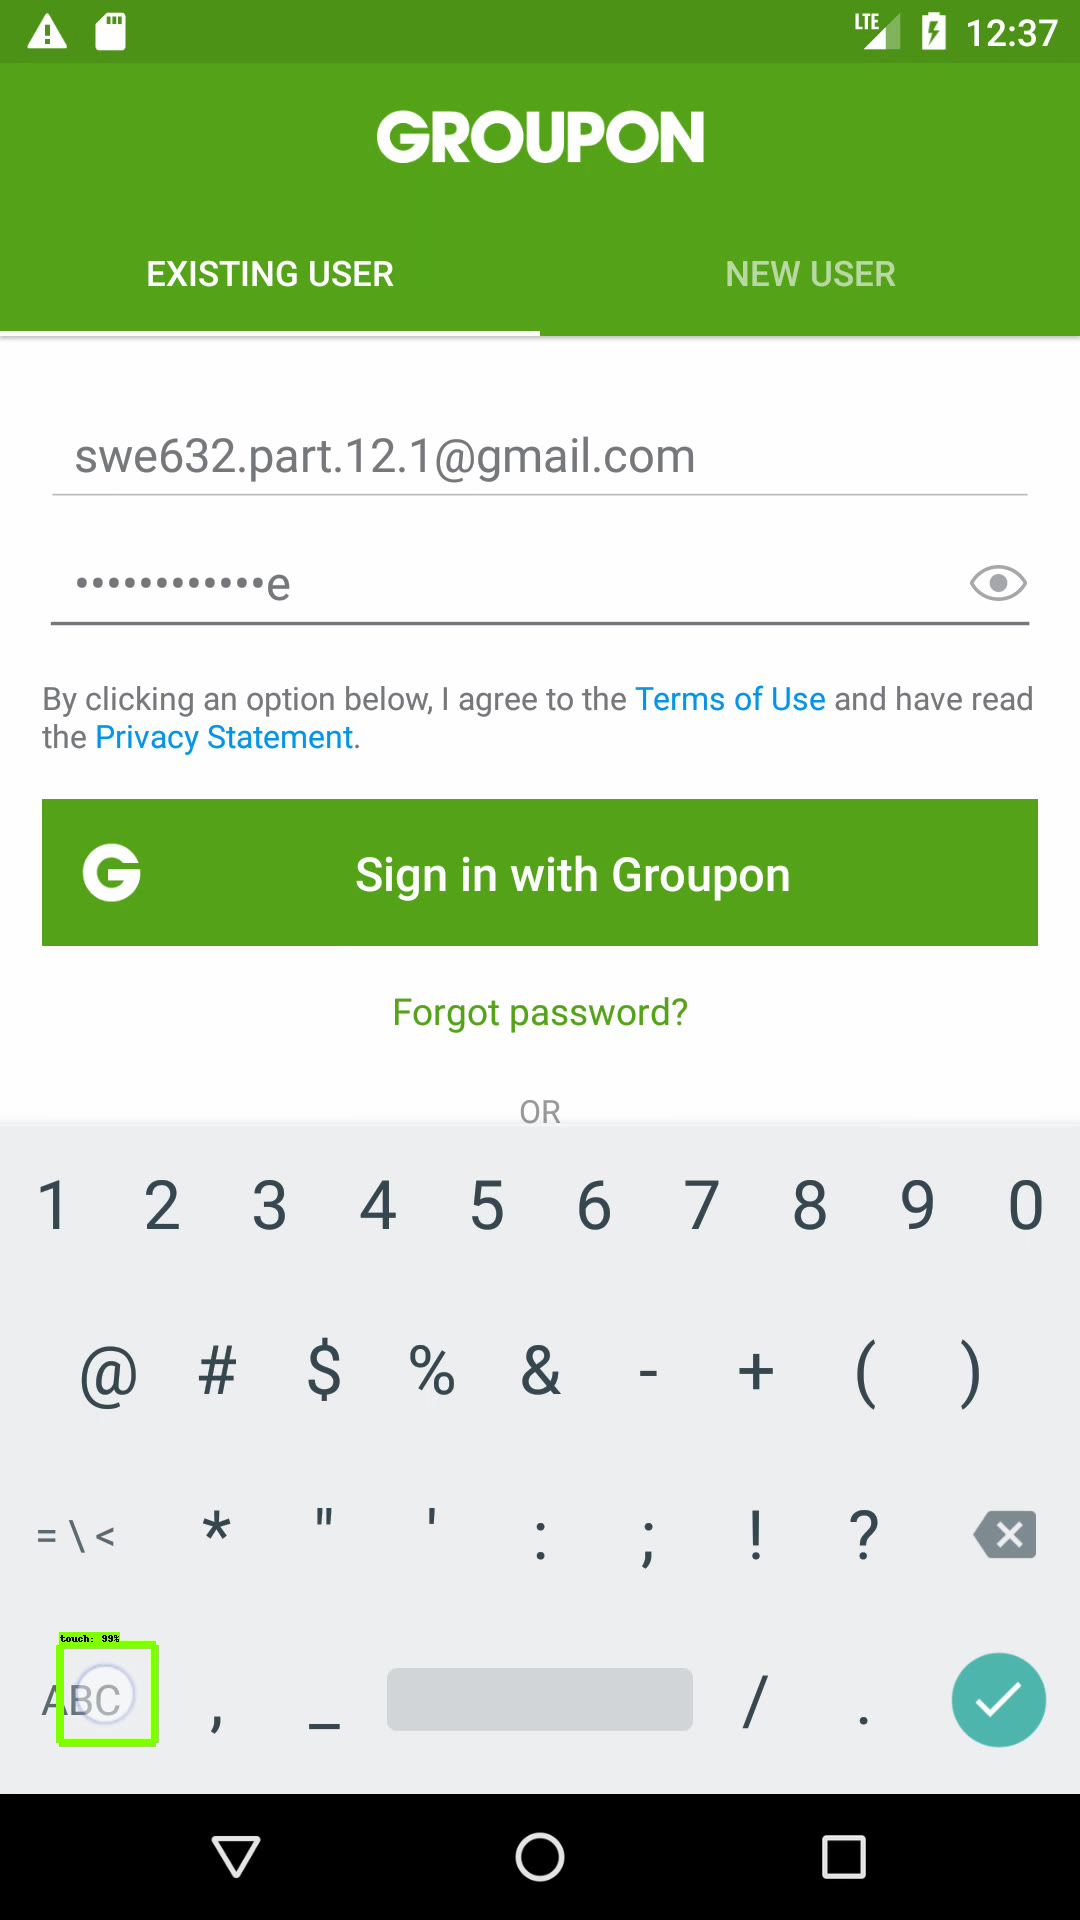 LTE 12:37
GROUPON
EXISTING USER NEW USER
swe632.part.12.1@gmail.com
••••••••••••e
By clicking an option below, I agree to the Terms of Use and have read
the Privacy Statement.
G Sign in with Groupon
Forgot password?
OR
1 2 3 4 5 6 7 8 9 0
@ # $ % & - + ( )
= \ < * " ' : ; ! ?
touch: 99%
ABC , _ / .